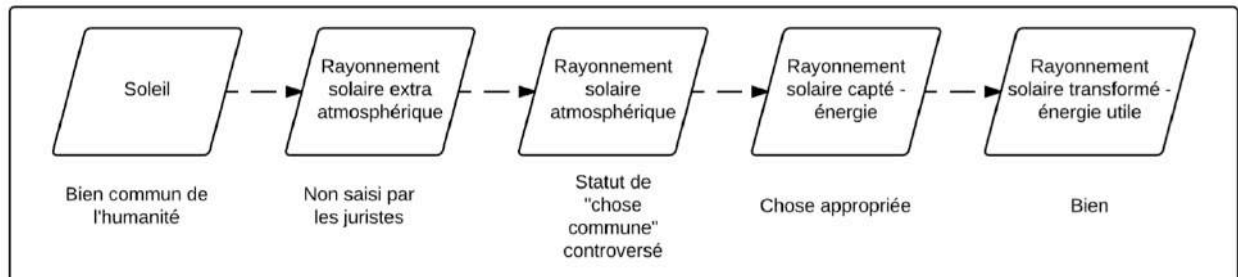 Soleil
Rayonnement
solaire extra
atmosphérique
Rayonnement
solaire
atmosphérique
Rayonnement
solaire capté -
énergie
Rayonnement
solaire transformé -
énergie utile
Bien commun de
l'humanité
Non saisi par
les juristes
Statut de
"chose
commune"
controversé
Chose appropriée
Bien